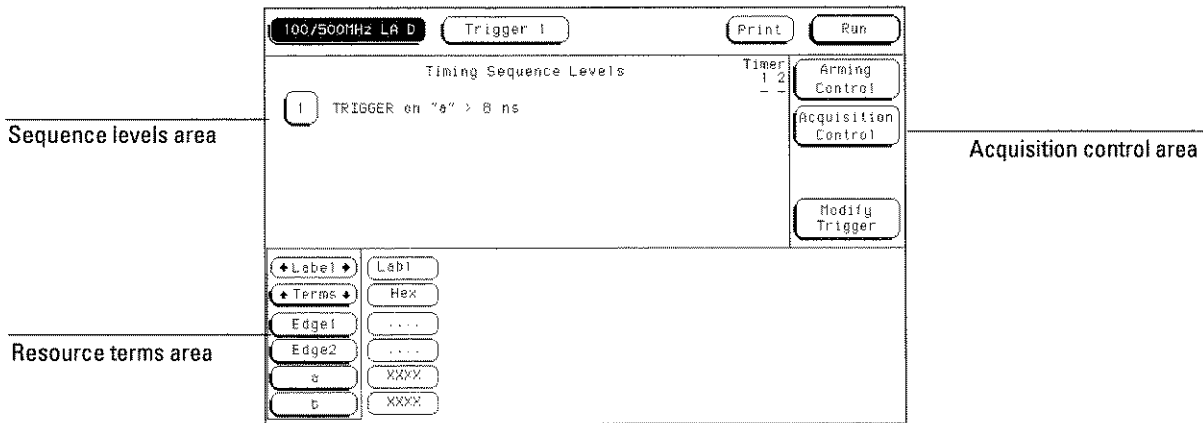 100/500MHz LA D Trigger 1 Print Run
Timing Sequence Levels
Timer
1 2
- -
1 TRIGGER on "a" > 8 ns
Arming
Control
Acquisition
Control
Modify
Trigger
Sequence levels area
Acquisition control area
Label Lab1
Terms Hex
Edge1 ....
Edge2 ....
a XXXX
b XXXX
Resource terms area